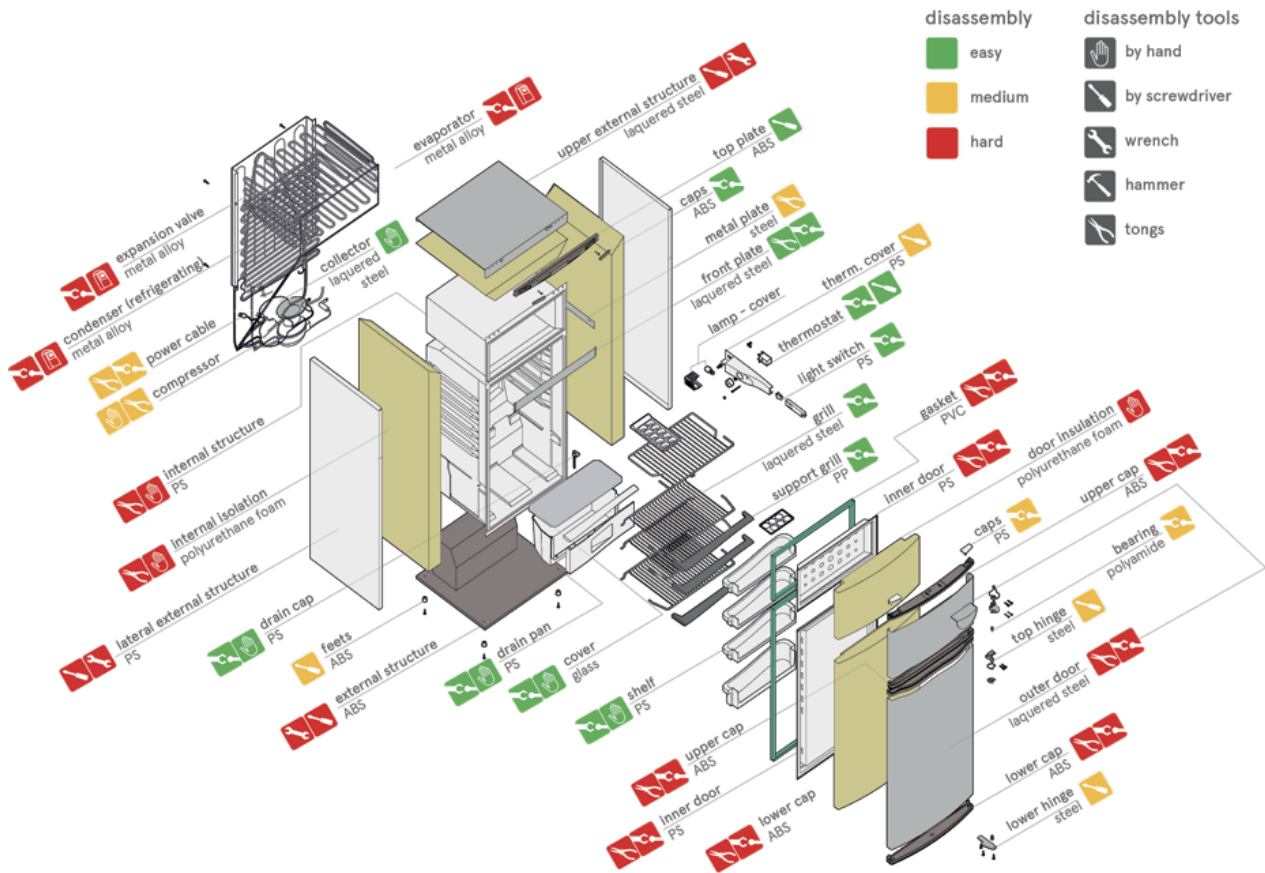 disassembly
easy
medium
hard
disassembly tools
by hand
by screwdriver
wrench
hammer
tongs
evaporator
metal alloy
upper external structure
laquered steel
top plate
ABS
caps
ABS
metal plate
steel
front plate
laquered steel
therm. cover
PS
lamp - cover
thermostat
light switch
PS
expansion valve
metal alloy
collector
laquered
steel
condenser (refrigerating)
metal alloy
power cable
compressor
internal structure
PS
internal isolation
polyurethane foam
lateral external structure
PS
drain cap
PS
feets
ABS
external structure
ABS
drain pan
PS
cover
glass
grill
laquered steel
support grill
PP
gasket
PVC
inner door
PS
door insulation
polyurethane foam
upper cap
ABS
caps
PS
bearing
polyamide
top hinge
steel
outer door
laquered steel
lower cap
ABS
lower hinge
steel
shelf
PS
upper cap
ABS
inner door
PS
lower cap
ABS